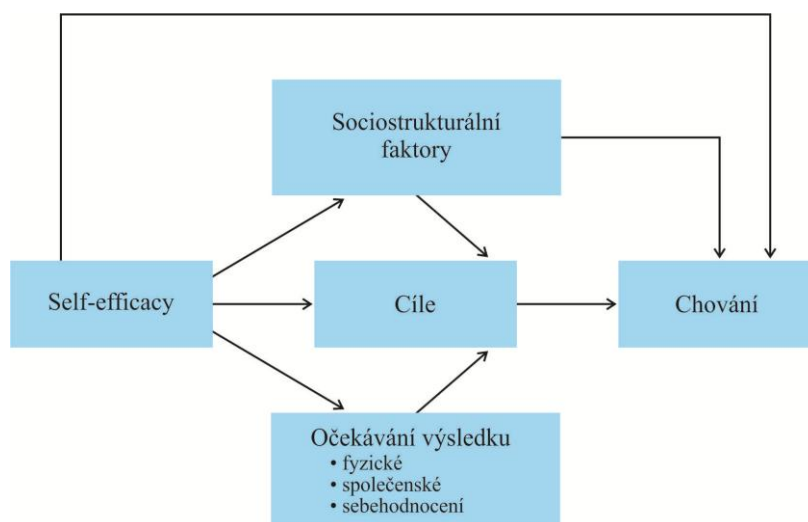 Sociostrukturální
faktory
Self-efficacy
Cíle
Chování
Očekávání výsledku
• fyzické
• společenské
• sebehodnocení